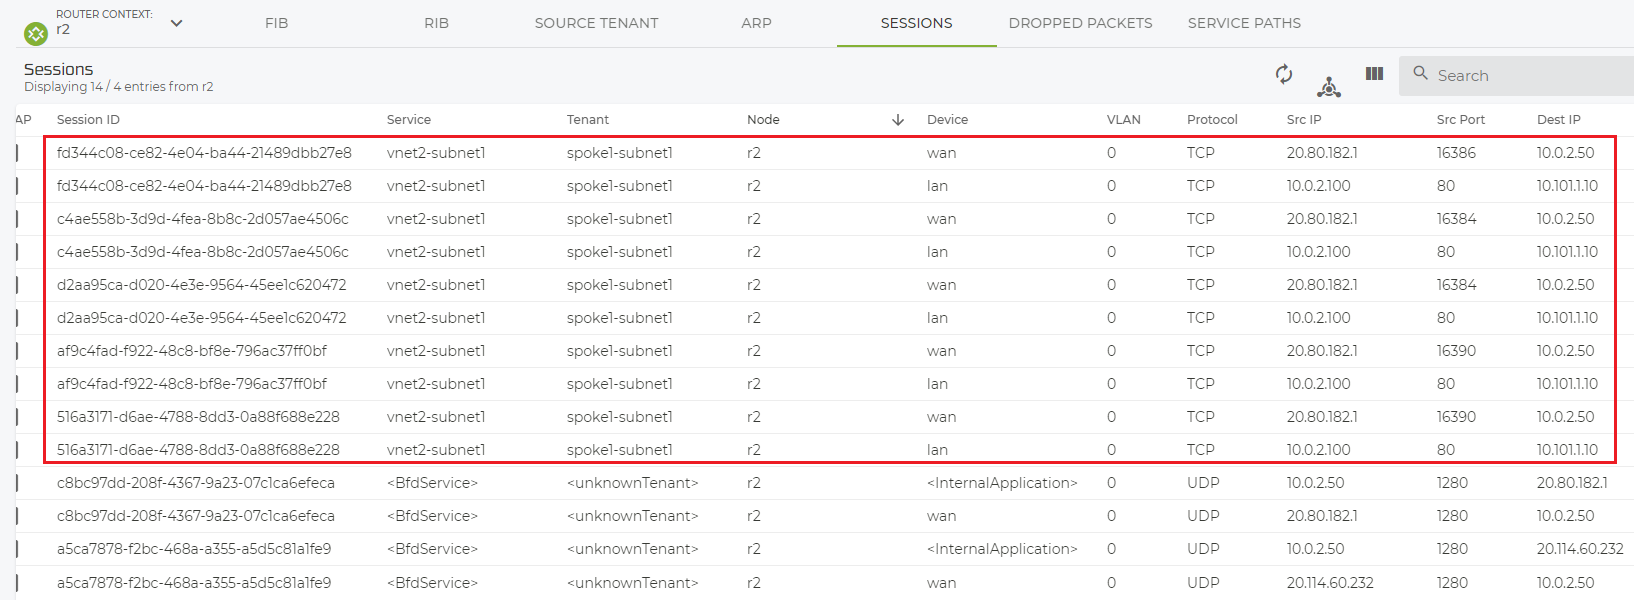 ROUTER CONTEXT:
r2 FIB RIB SOURCE TENANT ARP SESSIONS DROPPED PACKETS SERVICE PATHS
Sessions
Displaying 14 / 4 entries from r2
Search
AP Session ID Service Tenant Node Device VLAN Protocol Src IP Src Port Dest IP
fd344c08-ce82-4e04-ba44-21489dbb27e8 vnet2-subnet1 spoke1-subnet1 r2 wan 0 TCP 20.80.182.1 16386 10.0.2.50
fd344c08-ce82-4e04-ba44-21489dbb27e8 vnet2-subnet1 spoke1-subnet1 r2 lan 0 TCP 10.0.2.100 80 10.101.1.10
c4ae558b-3d9d-4fea-8b8c-2d057ae4506c vnet2-subnet1 spoke1-subnet1 r2 wan 0 TCP 20.80.182.1 16384 10.0.2.50
c4ae558b-3d9d-4fea-8b8c-2d057ae4506c vnet2-subnet1 spoke1-subnet1 r2 lan 0 TCP 10.0.2.100 80 10.101.1.10
d2aa95ca-d020-4e3e-9564-45ee1c620472 vnet2-subnet1 spoke1-subnet1 r2 wan 0 TCP 20.80.182.1 16384 10.0.2.50
d2aa95ca-d020-4e3e-9564-45ee1c620472 vnet2-subnet1 spoke1-subnet1 r2 lan 0 TCP 10.0.2.100 80 10.101.1.10
af9c4fad-f922-48c8-bf8e-796ac37ff0bf vnet2-subnet1 spoke1-subnet1 r2 wan 0 TCP 20.80.182.1 16390 10.0.2.50
af9c4fad-f922-48c8-bf8e-796ac37ff0bf vnet2-subnet1 spoke1-subnet1 r2 lan 0 TCP 10.0.2.100 80 10.101.1.10
516a3171-d6ae-4788-8dd3-0a88f688e228 vnet2-subnet1 spoke1-subnet1 r2 wan 0 TCP 20.80.182.1 16390 10.0.2.50
516a3171-d6ae-4788-8dd3-0a88f688e228 vnet2-subnet1 spoke1-subnet1 r2 lan 0 TCP 10.0.2.100 80 10.101.1.10
c8bc97dd-208f-4367-9a23-07c1ca6efeca <BfdService> <unknownTenant> r2 <InternalApplication> 0 UDP 10.0.2.50 1280 20.80.182.1
c8bc97dd-208f-4367-9a23-07c1ca6efeca <BfdService> <unknownTenant> r2 wan 0 UDP 20.80.182.1 1280 10.0.2.50
a5ca7878-f2bc-468a-a355-a5d5c81a1fe9 <BfdService> <unknownTenant> r2 <InternalApplication> 0 UDP 10.0.2.50 1280 20.114.60.232
a5ca7878-f2bc-468a-a355-a5d5c81a1fe9 <BfdService> <unknownTenant> r2 wan 0 UDP 20.114.60.232 1280 10.0.2.50